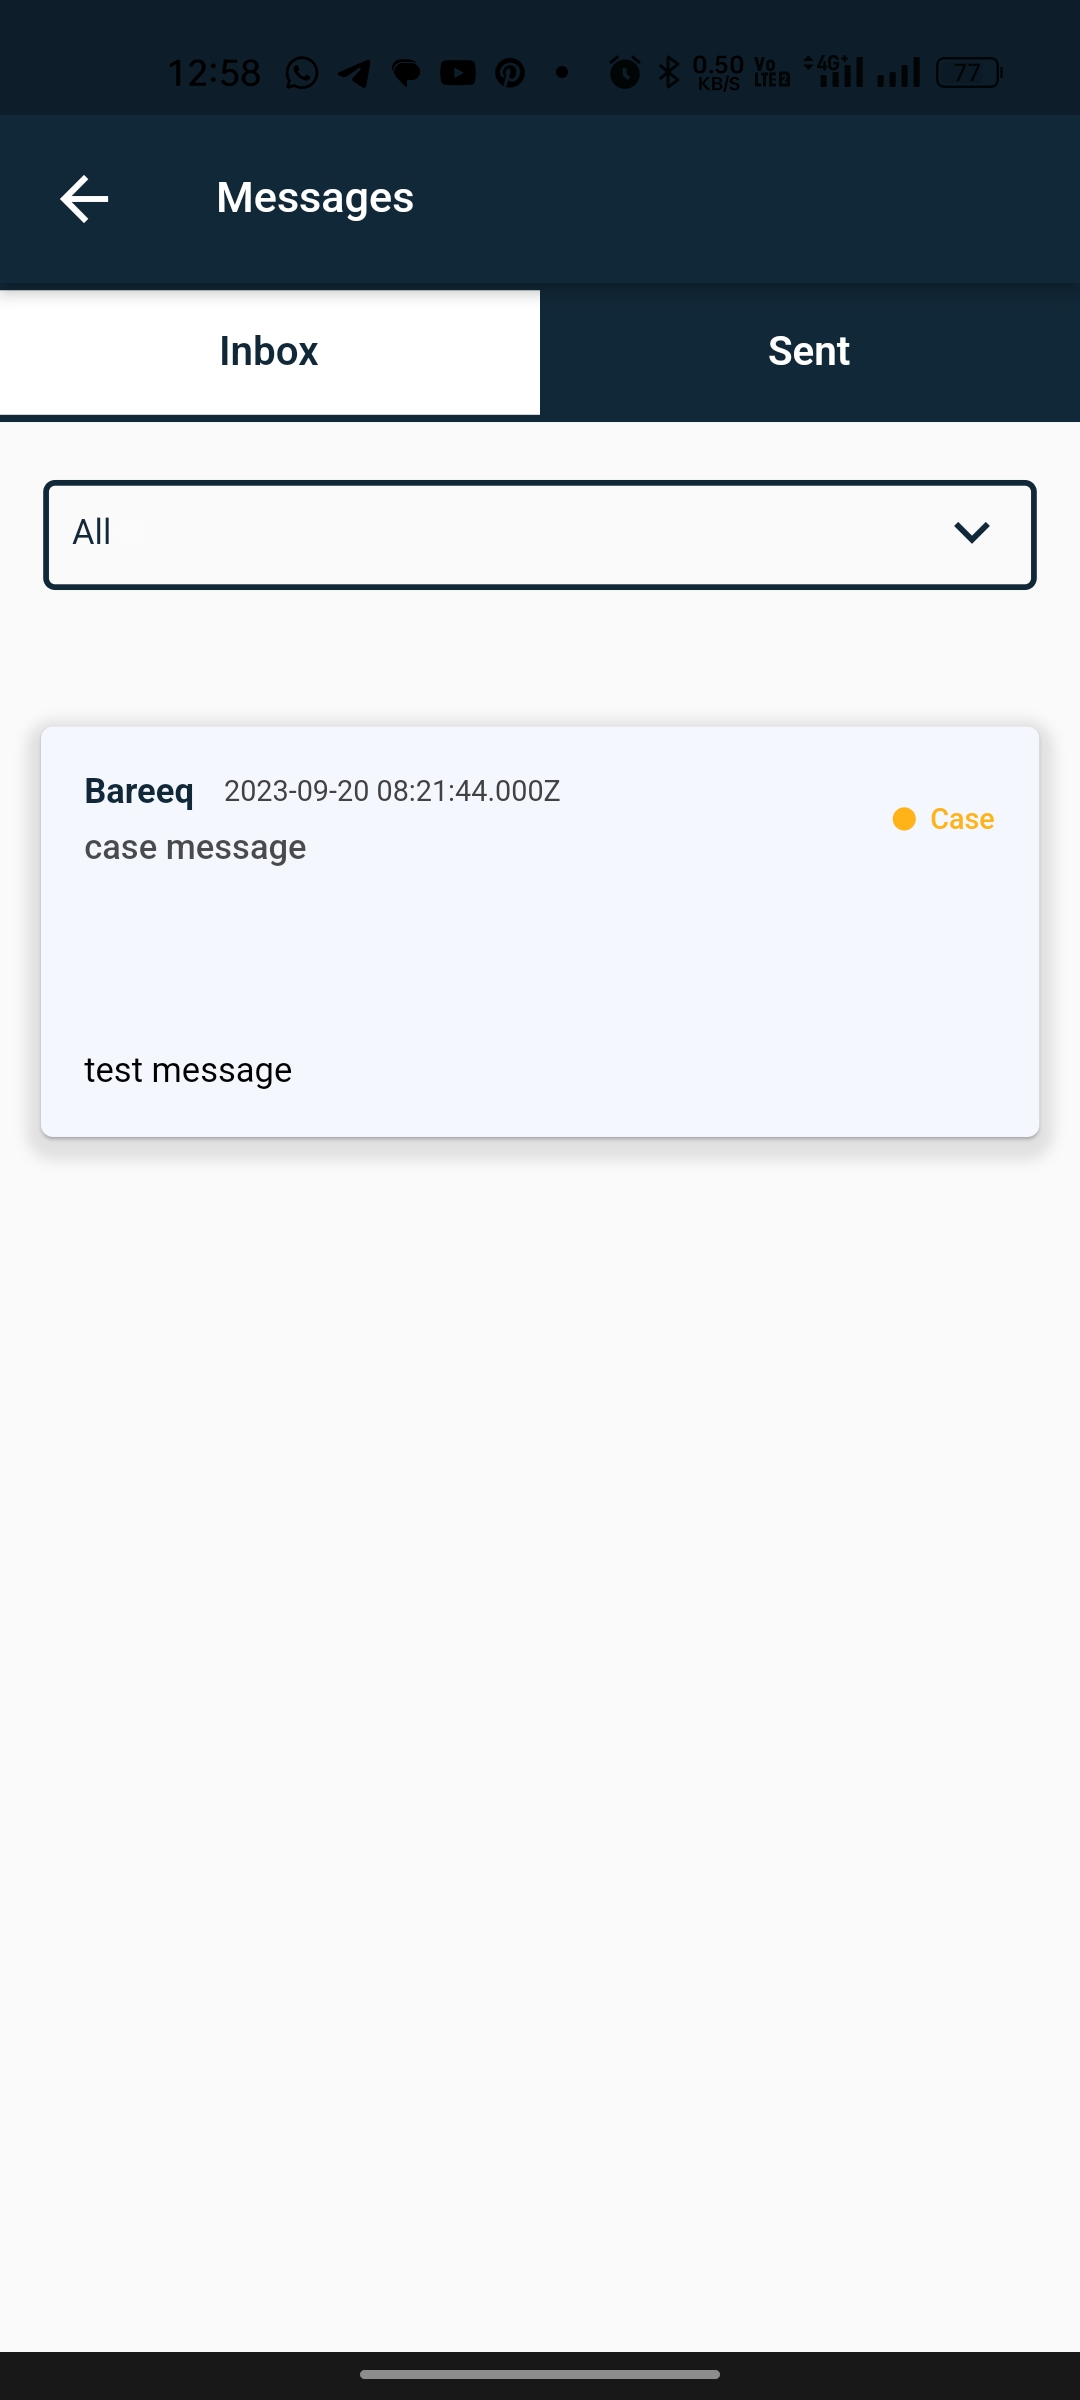 12:58 0.50 KB/S Vo LTE 2 4G+ 77
Messages
Inbox Sent
All
Bareeq 2023-09-20 08:21:44.000Z
Case
case message
test message